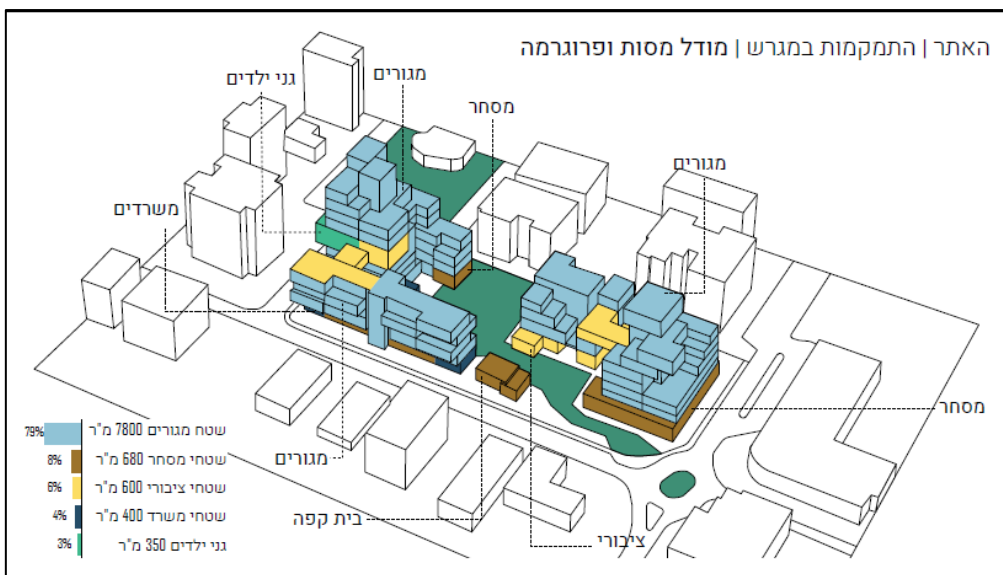 האתר | התמקמות במגרש | מודל מסות ופרוגרמה
מגורים
גני ילדים
מסחר
מגורים
משרדים
מסחר
מגורים
בית קפה
ציבורי
שטח מגורים 7800 מ"ר 79%
שטחי מסחר 680 מ"ר 8%
שטחי ציבורי 600 מ"ר 6%
שטחי משרד 400 מ"ר 4%
גני ילדים 350 מ"ר 3%